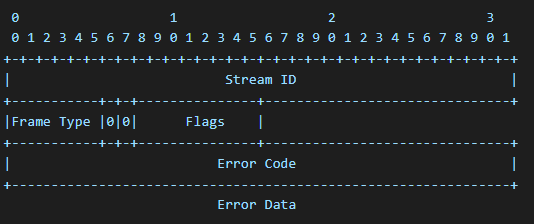 0                   1                   2                   3
 0 1 2 3 4 5 6 7 8 9 0 1 2 3 4 5 6 7 8 9 0 1 2 3 4 5 6 7 8 9 0 1
+-+-+-+-+-+-+-+-+-+-+-+-+-+-+-+-+-+-+-+-+-+-+-+-+-+-+-+-+-+-+-+-+
|                           Stream ID                           |
+-----------+-+-+---------------+-------------------------------+
|Frame Type |0|0|      Flags    |
+-----------+-+-+---------------+-------------------------------+
|                          Error Code                           |
+---------------------------------------------------------------+
                           Error Data